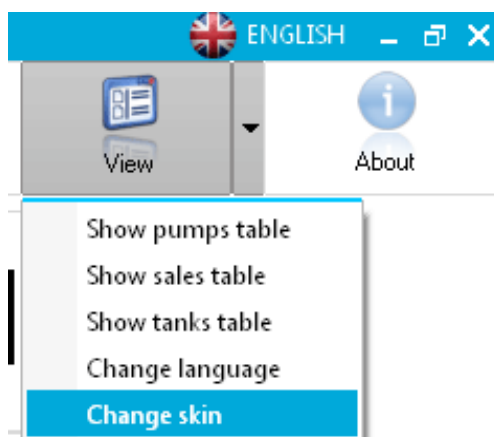 ENGLISH
View
About
Show pumps table
Show sales table
Show tanks table
Change language
Change skin